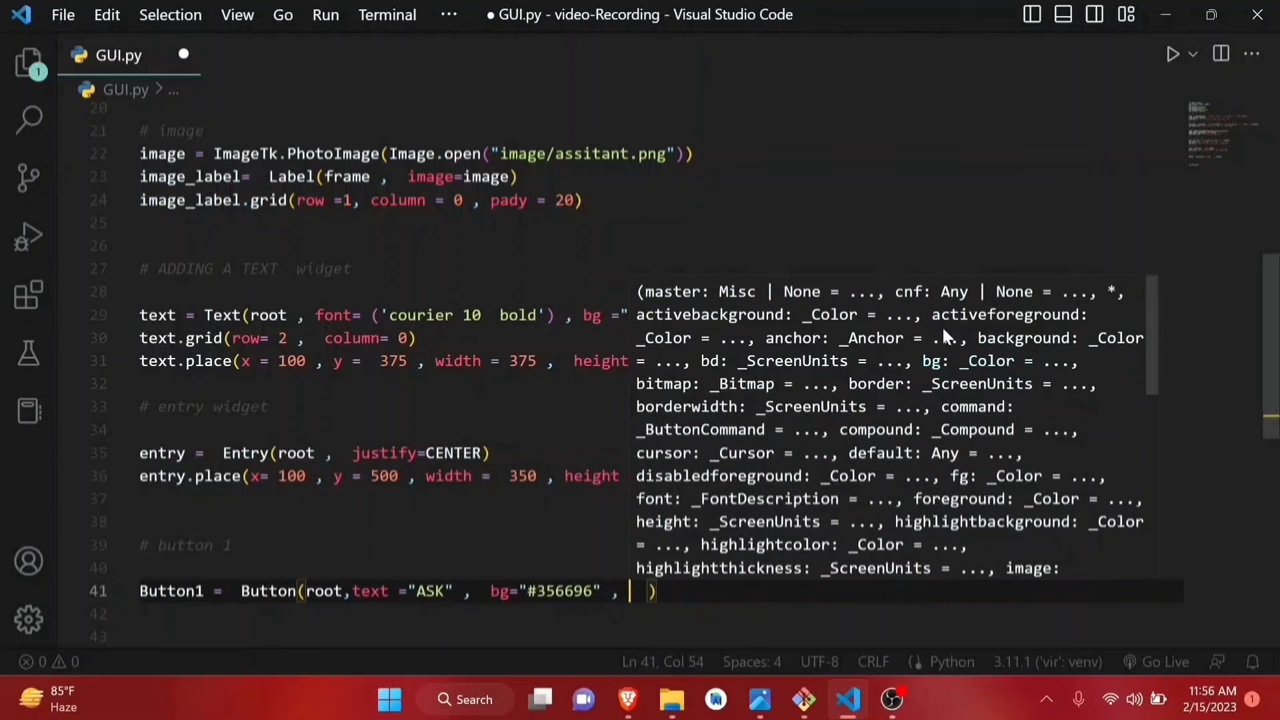 File Edit Selection View Go Run Terminal ··· ● GUI.py - video-Recording - Visual Studio Code
GUI.py ●
GUI.py > ...
20
21 # image
22 image = ImageTk.PhotoImage(Image.open("image/assitant.png"))
23 image_label=  Label(frame ,  image=image)
24 image_label.grid(row =1, column = 0 , pady = 20)
25
26
27 # ADDING A TEXT  widget
28
29 text = Text(root , font= ('courier 10  bold') , bg ="
30 text.grid(row= 2 ,  column= 0)
31 text.place(x = 100 , y =  375 , width = 375 ,  height
32
33 # entry widget
34
35 entry =  Entry(root ,  justify=CENTER)
36 entry.place(x= 100 , y = 500 , width =  350 , height
37
38
39 # button 1
40
41 Button1 =  Button(root,text ="ASK" ,  bg="#356696" ,   )
42
43
(master: Misc | None = ..., cnf: Any | None = ..., *,
activebackground: _Color = ..., activeforeground:
_Color = ..., anchor: _Anchor = ..., background: _Color
= ..., bd: _ScreenUnits = ..., bg: _Color = ...,
bitmap: _Bitmap = ..., border: _ScreenUnits = ...,
borderwidth: _ScreenUnits = ..., command:
_ButtonCommand = ..., compound: _Compound = ...,
cursor: _Cursor = ..., default: Any = ...,
disabledforeground: _Color = ..., fg: _Color = ...,
font: _FontDescription = ..., foreground: _Color = ...,
height: _ScreenUnits = ..., highlightbackground: _Color
= ..., highlightcolor: _Color = ...,
highlightthickness: _ScreenUnits = ..., image:
1
0 0 Ln 41, Col 54 Spaces: 4 UTF-8 CRLF Python 3.11.1 ('vir': venv) Go Live
85°F
Haze
Search
11:56 AM
2/15/2023
1